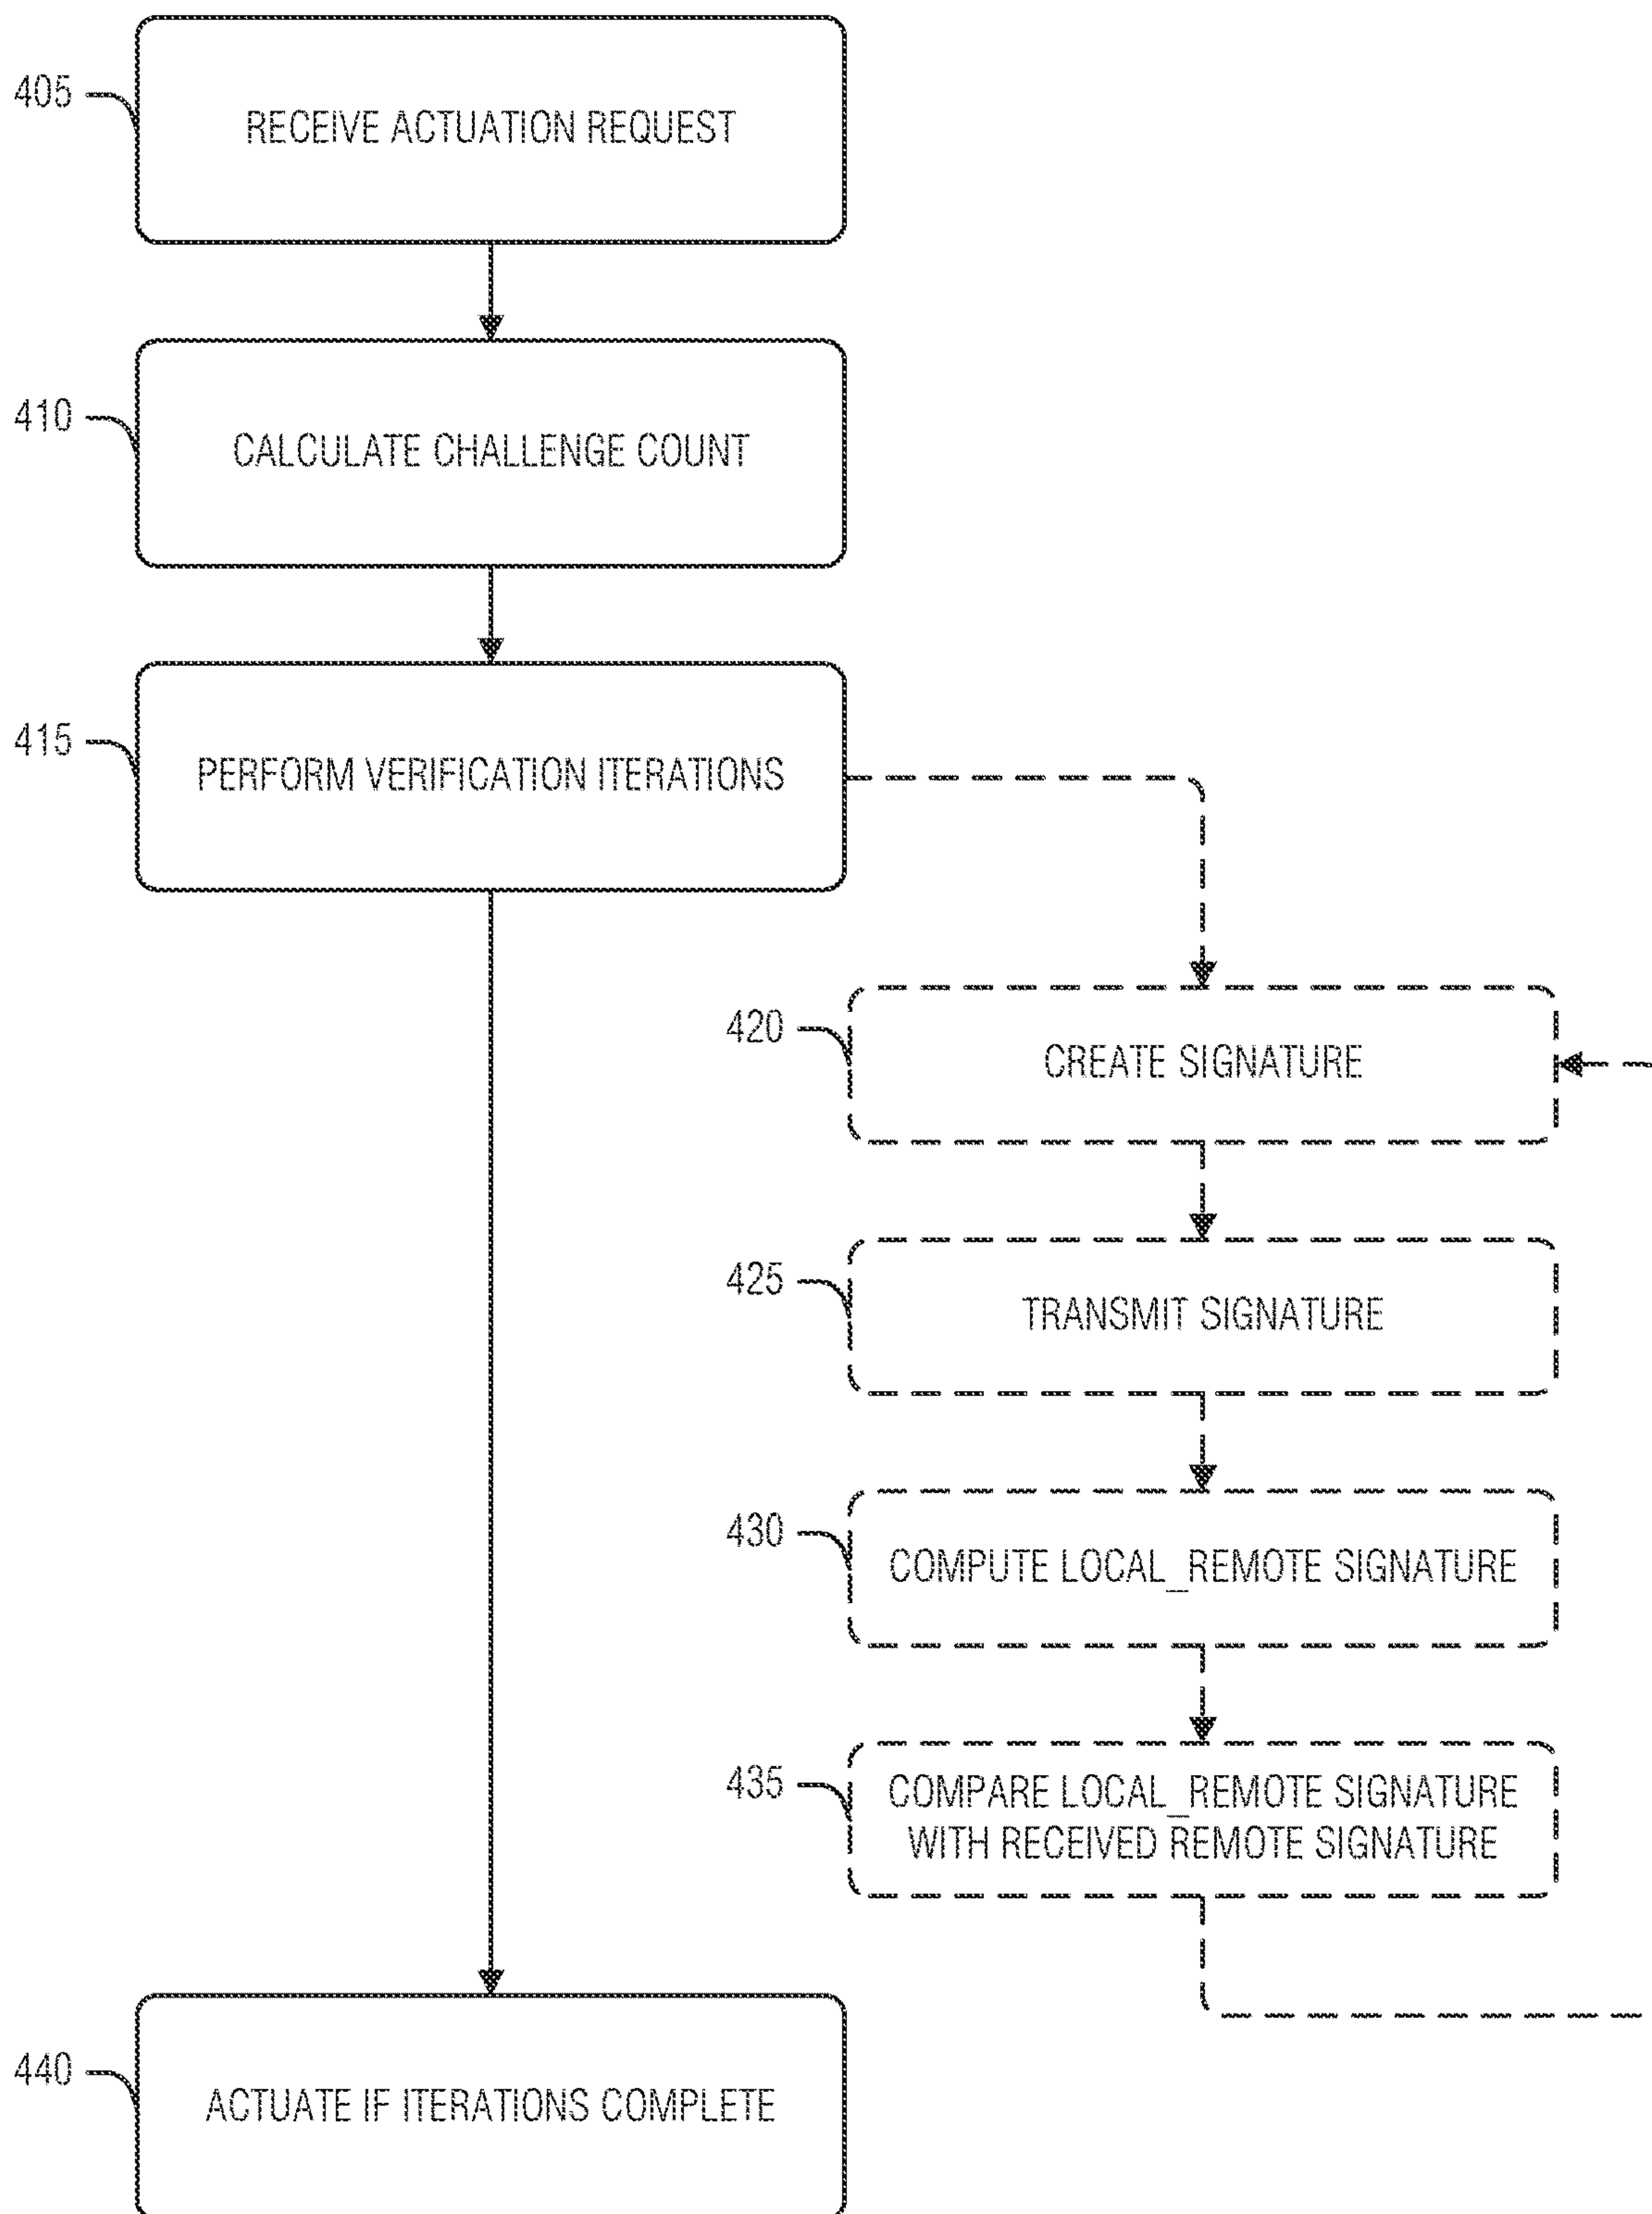 405
RECEIVE ACTUATION REQUEST
410
CALCULATE CHALLENGE COUNT
415
PERFORM VERIFICATION ITERATIONS
420
CREATE SIGNATURE
425
TRANSMIT SIGNATURE
430
COMPUTE LOCAL_REMOTE SIGNATURE
435
COMPARE LOCAL_REMOTE SIGNATURE
WITH RECEIVED REMOTE SIGNATURE
440
ACTUATE IF ITERATIONS COMPLETE